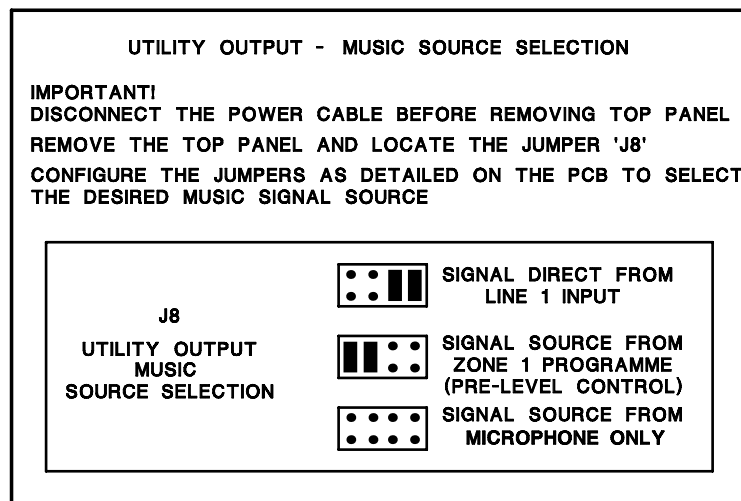 UTILITY OUTPUT - MUSIC SOURCE SELECTION
IMPORTANT!
DISCONNECT THE POWER CABLE BEFORE REMOVING TOP PANEL
REMOVE THE TOP PANEL AND LOCATE THE JUMPER 'J8'
CONFIGURE THE JUMPERS AS DETAILED ON THE PCB TO SELECT
THE DESIRED MUSIC SIGNAL SOURCE
J8
UTILITY OUTPUT
MUSIC
SOURCE SELECTION
SIGNAL DIRECT FROM
LINE 1 INPUT
SIGNAL SOURCE FROM
ZONE 1 PROGRAMME
(PRE-LEVEL CONTROL)
SIGNAL SOURCE FROM
MICROPHONE ONLY